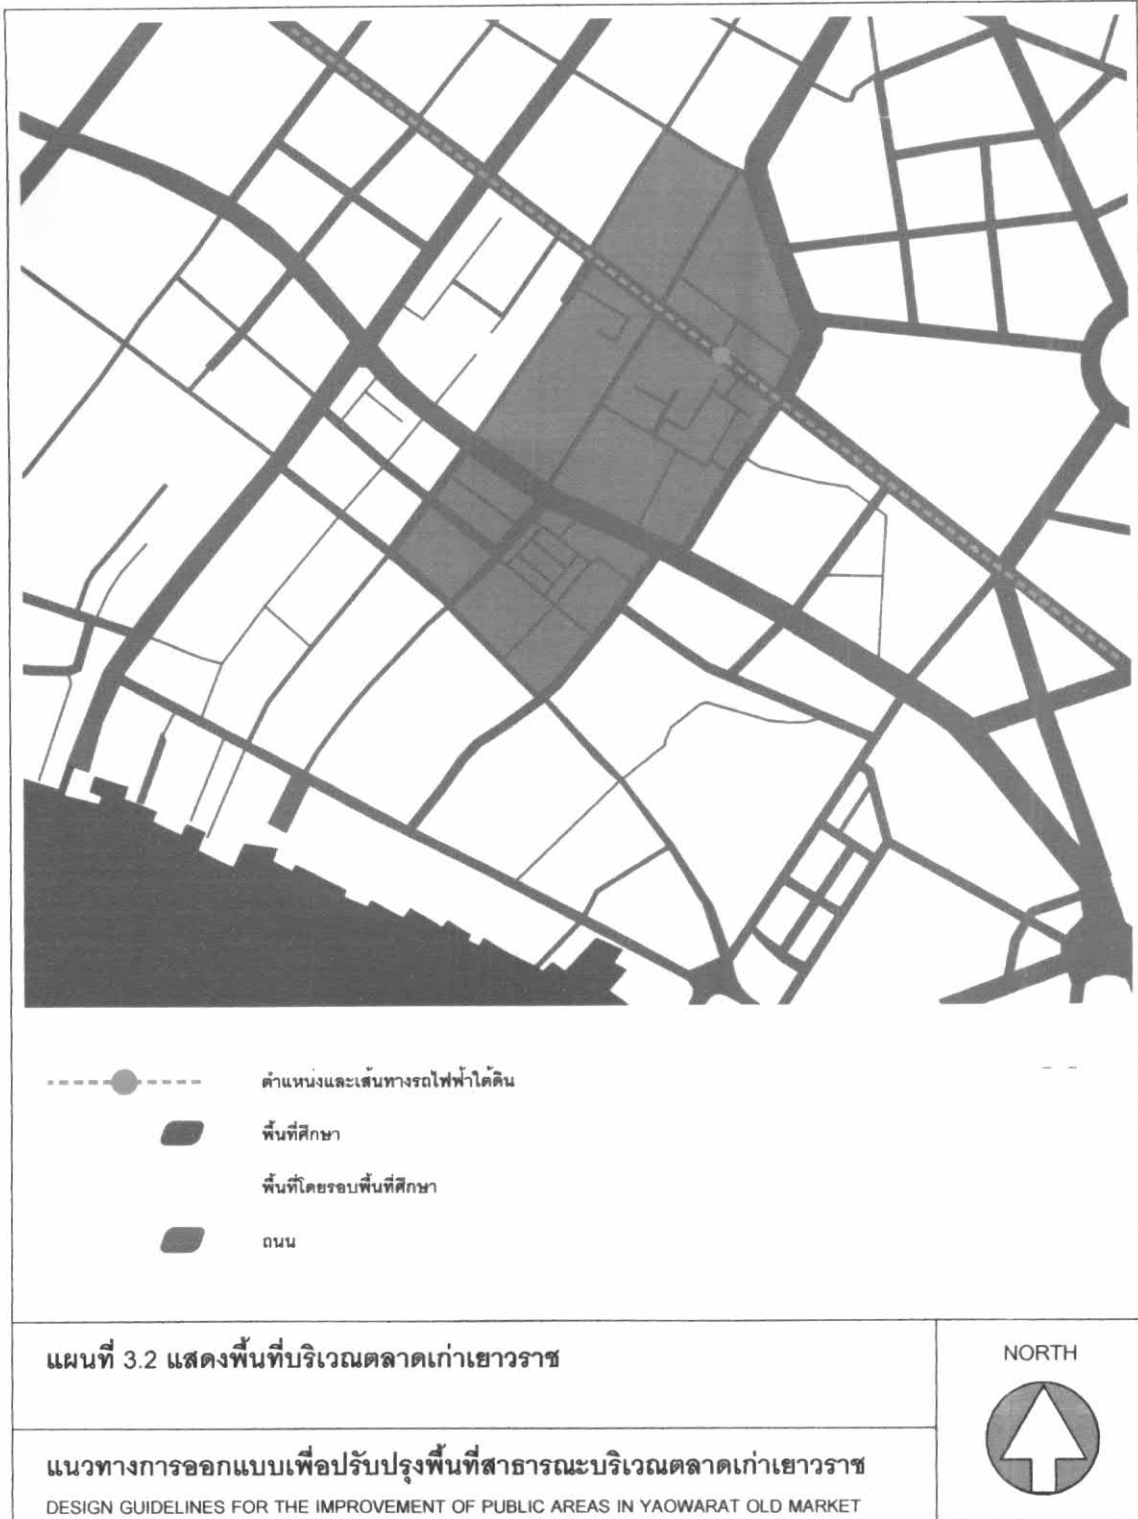 ตำแหน่งและเส้นทางรถไฟฟ้าใต้ดิน
พื้นที่ศึกษา
พื้นที่โดยรอบพื้นที่ศึกษา
ถนน
แผนที่ 3.2 แสดงพื้นที่บริเวณตลาดเก่าเยาวราช
NORTH
แนวทางการออกแบบเพื่อปรับปรุงพื้นที่สาธารณะบริเวณตลาดเก่าเยาวราช
DESIGN GUIDELINES FOR THE IMPROVEMENT OF PUBLIC AREAS IN YAOWARAT OLD MARKET